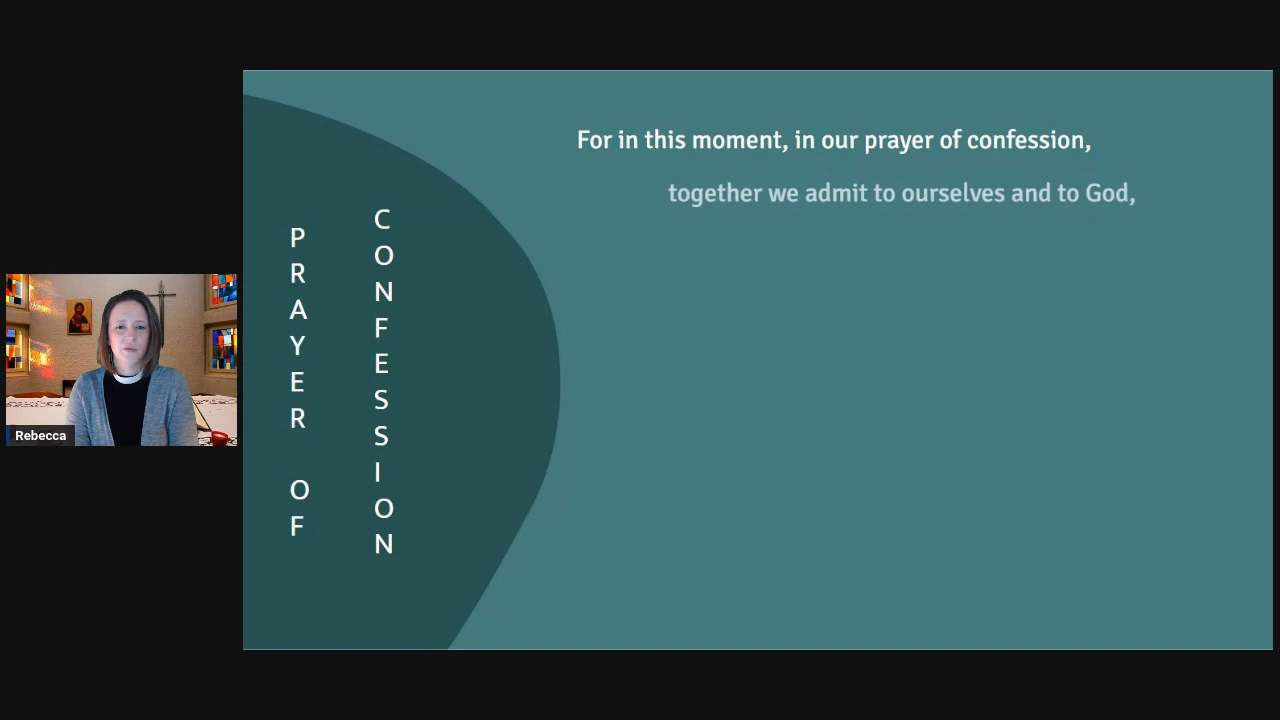 PRAYER OF
CONFESSION
For in this moment, in our prayer of confession,
together we admit to ourselves and to God,
Rebecca